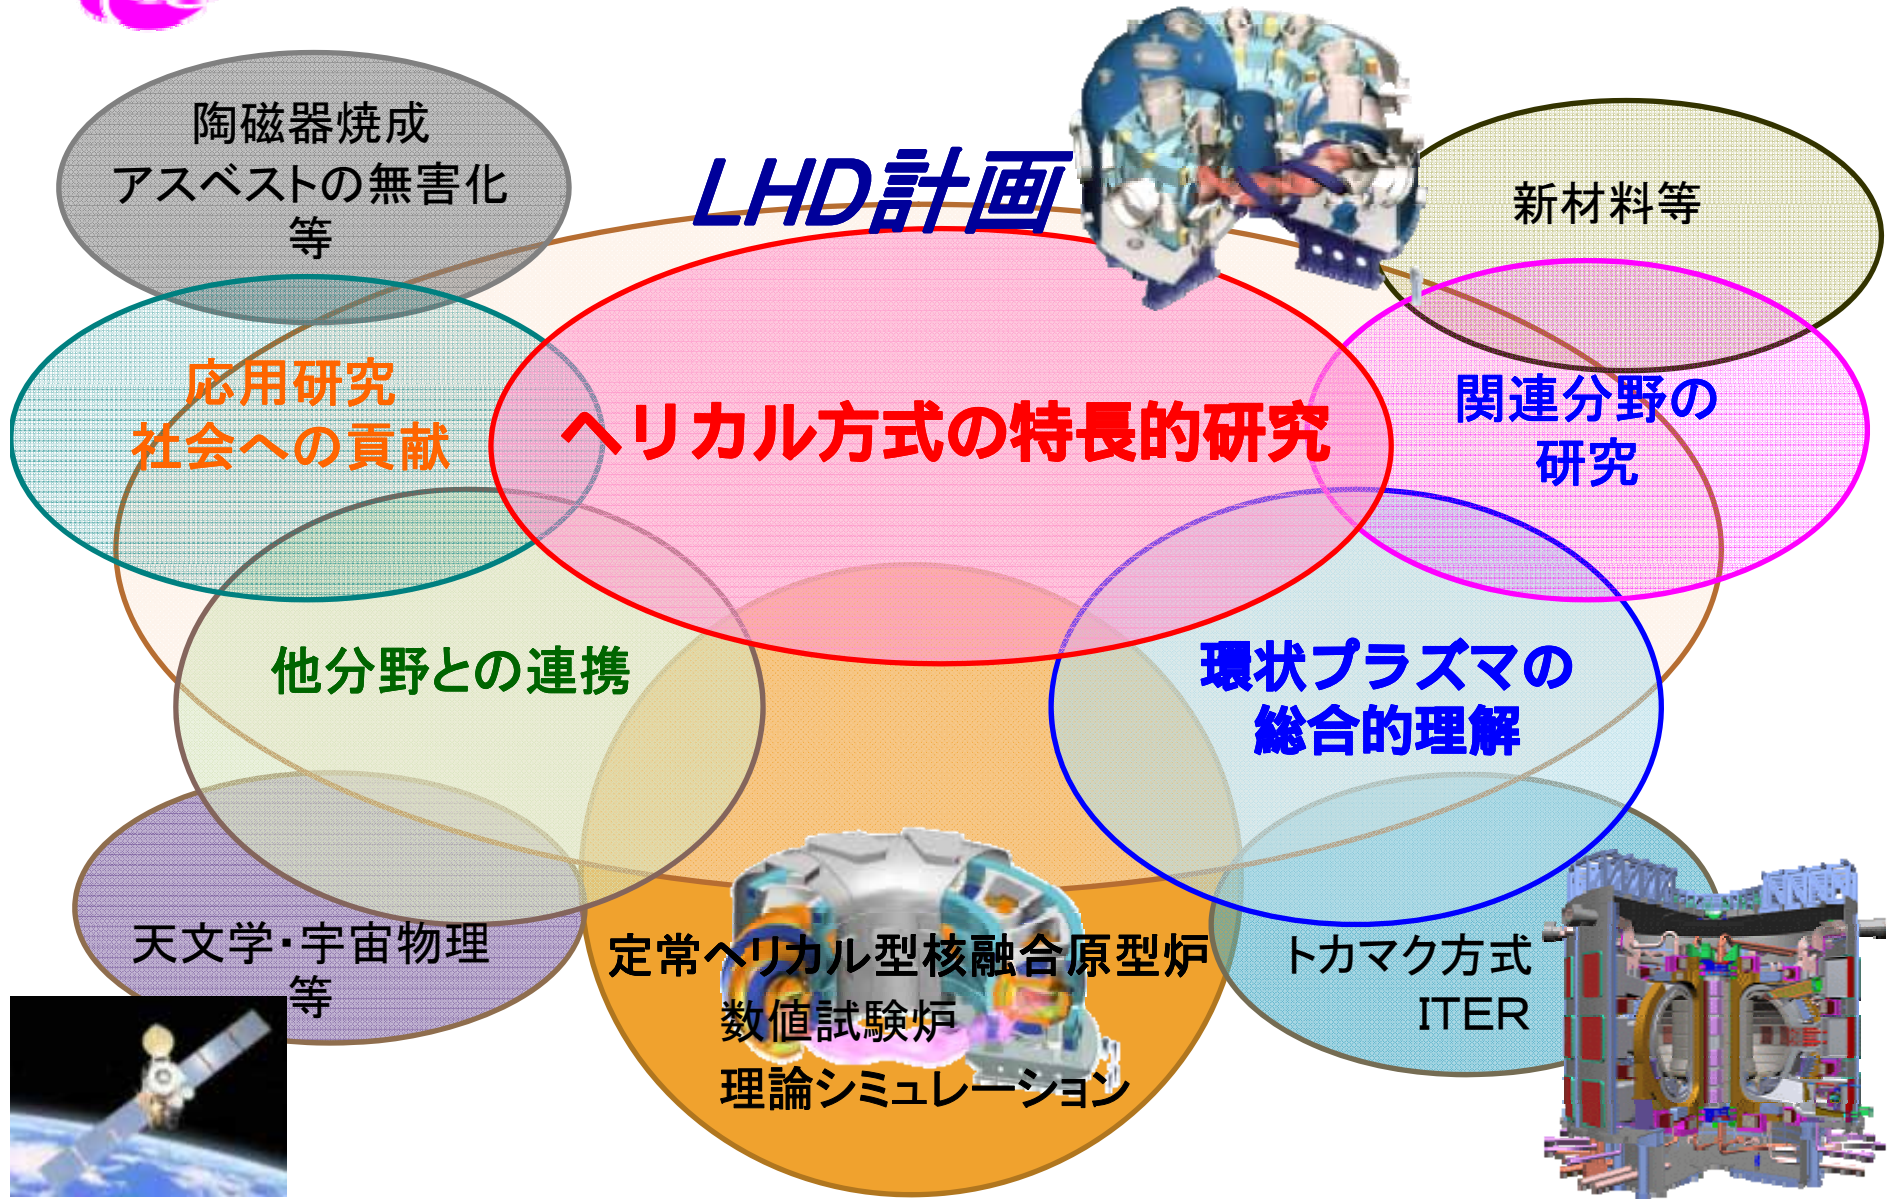 陶磁器焼成
アスベストの無害化
等
LHD計画
新材料等
応用研究
社会への貢献
ヘリカル方式の特長的研究
関連分野の
研究
他分野との連携
環状プラズマの
総合的理解
天文学・宇宙物理
等
定常ヘリカル型核融合原型炉
数値試験炉
理論シミュレーション
トカマク方式
ITER